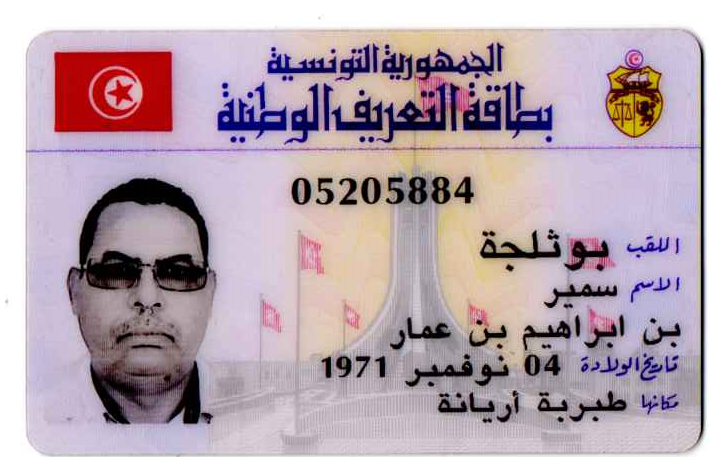 الجمهورية التونسية
بطاقة التعريف الوطنية
05205884
اللقب بوثلجة
الاسم سمير
بن ابراهيم بن عمار
تاريخ الولادة 04 نوفمبر 1971
مكانها طبربة أريانة